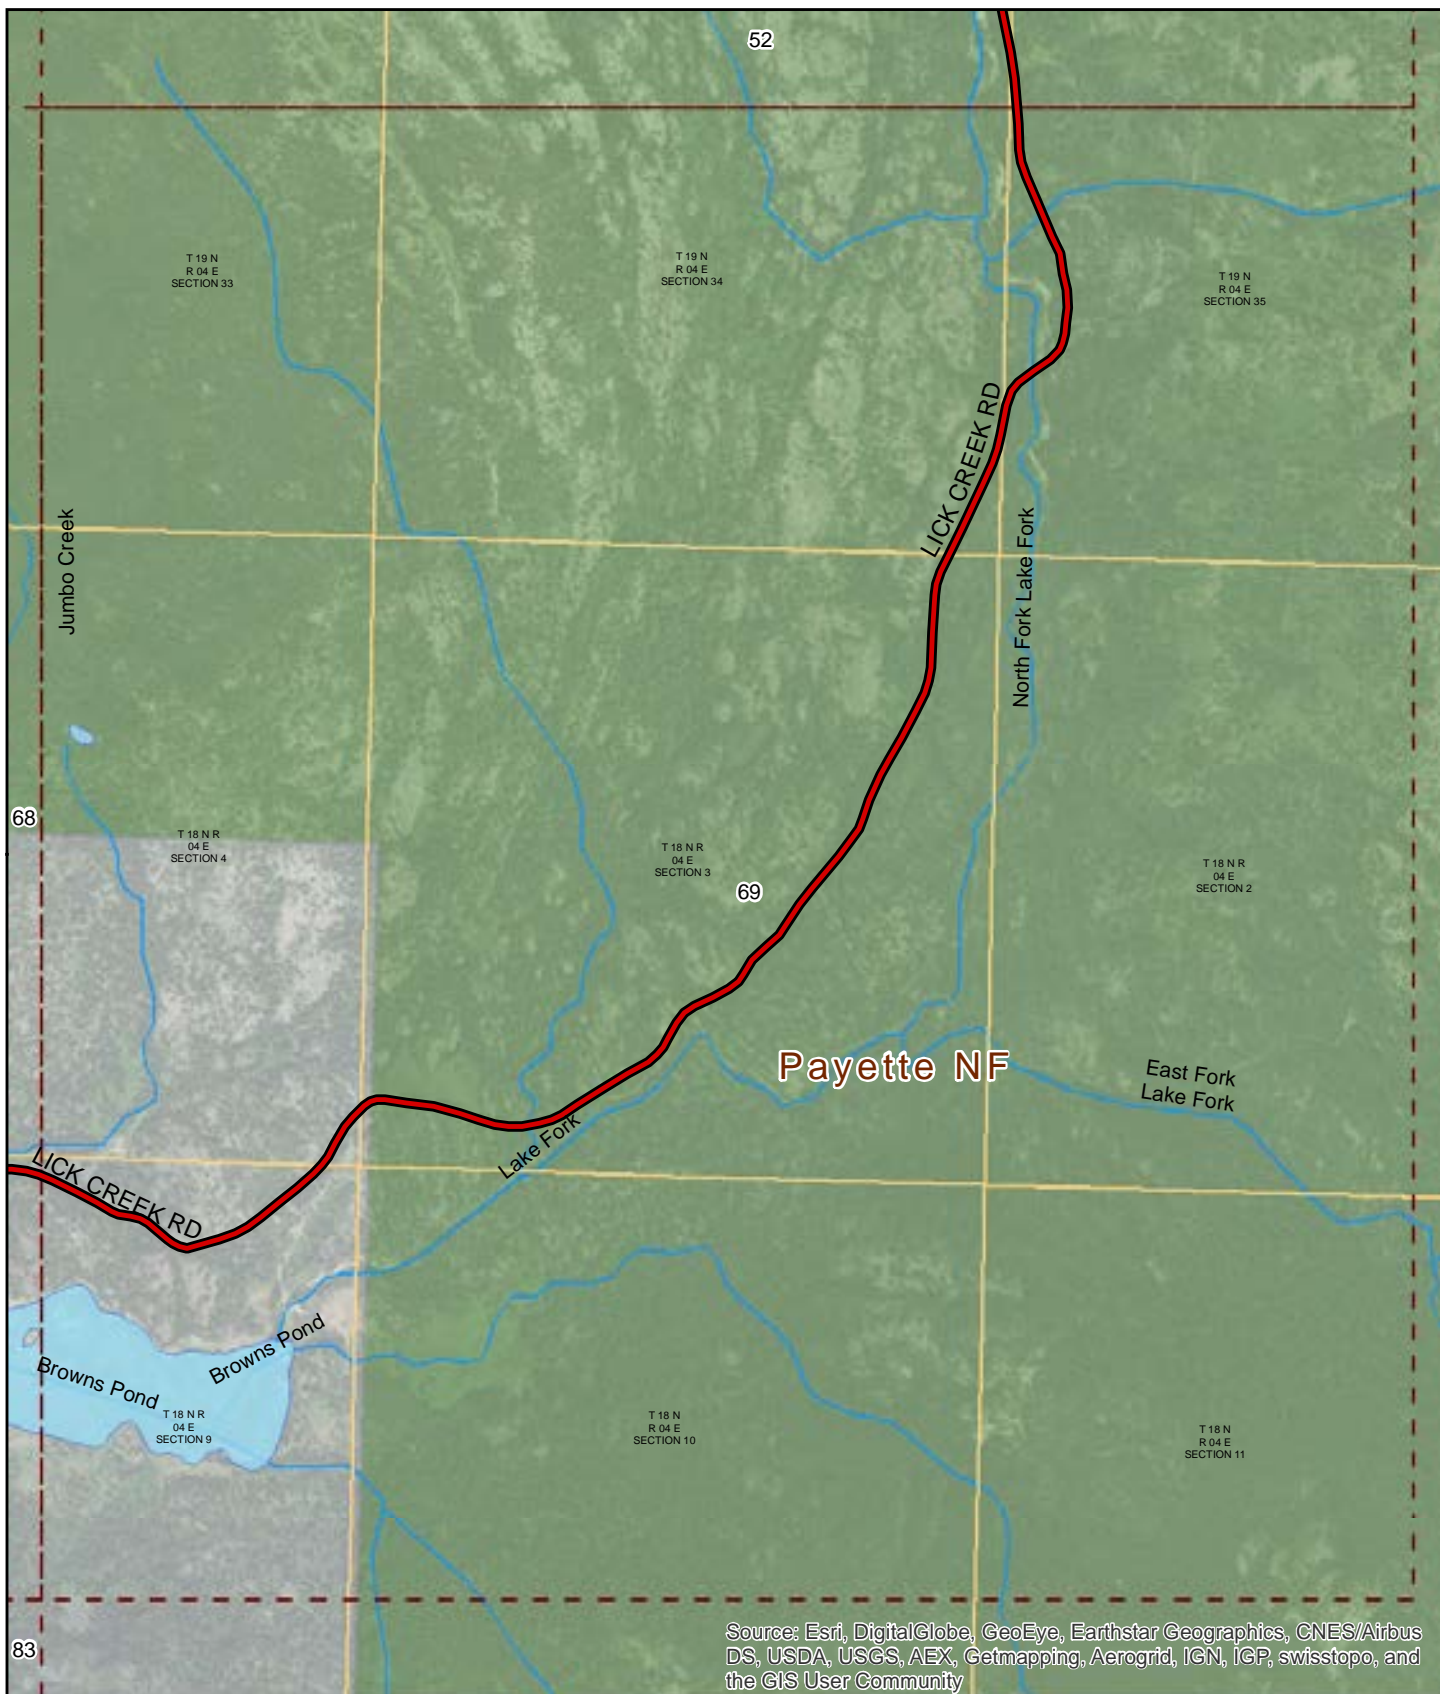 52
T 19 N
R 04 E
SECTION 33
T 19 N
R 04 E
SECTION 34
T 19 N
R 04 E
SECTION 35
LICK CREEK RD
Jumbo Creek
North Fork Lake Fork
68
T 18 N R
04 E
SECTION 4
T 18 N R
04 E
SECTION 3
69
T 18 N R
04 E
SECTION 2
Payette NF
East Fork
Lake Fork
Lake Fork
LICK CREEK RD
Browns Pond
Browns Pond
T 18 N R
04 E
SECTION 9
T 18 N
R 04 E
SECTION 10
T 18 N
R 04 E
SECTION 11
83
Source: Esri, DigitalGlobe, GeoEye, Earthstar Geographics, CNES/Airbus
DS, USDA, USGS, AEX, Getmapping, Aerogrid, IGN, IGP, swisstopo, and
the GIS User Community